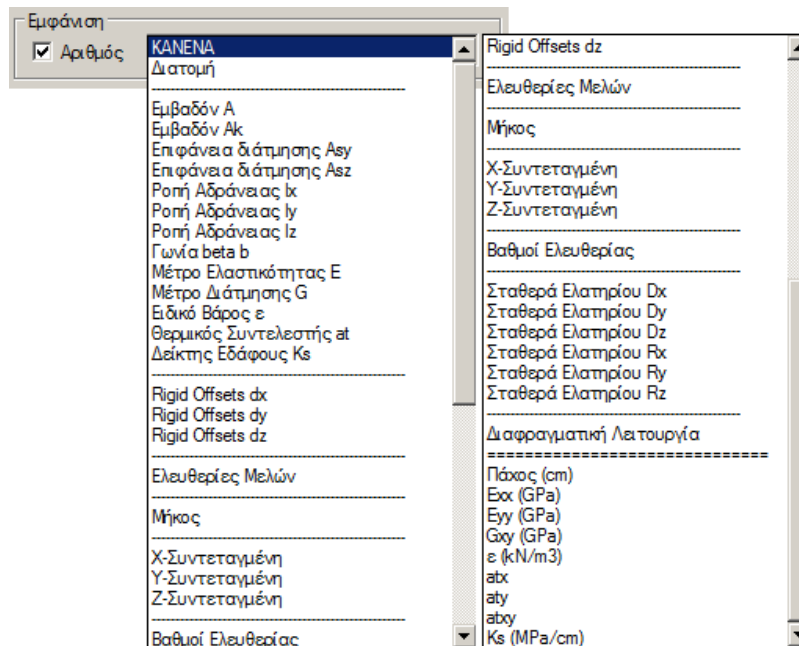 Εμφάνιση
Αριθμός
ΚΑΝΕΝΑ
Διατομή
Εμβαδόν A
Εμβαδόν Ak
Επιφάνεια διάτμησης Asy
Επιφάνεια διάτμησης Asz
Ροπή Αδράνειας Ix
Ροπή Αδράνειας Iy
Ροπή Αδράνειας Iz
Γωνία beta b
Μέτρο Ελαστικότητας E
Μέτρο Διάτμησης G
Ειδικό Βάρος ε
Θερμικός Συντελεστής at
Δείκτης Εδάφους Ks
Rigid Offsets dx
Rigid Offsets dy
Rigid Offsets dz
Ελευθερίες Μελών
Μήκος
X-Συντεταγμένη
Y-Συντεταγμένη
Z-Συντεταγμένη
Βαθμοί Ελευθερίας
Rigid Offsets dz
Ελευθερίες Μελών
Μήκος
X-Συντεταγμένη
Y-Συντεταγμένη
Z-Συντεταγμένη
Βαθμοί Ελευθερίας
Σταθερά Ελατηρίου Dx
Σταθερά Ελατηρίου Dy
Σταθερά Ελατηρίου Dz
Σταθερά Ελατηρίου Rx
Σταθερά Ελατηρίου Ry
Σταθερά Ελατηρίου Rz
Διαφραγματική Λειτουργία
Πάχος (cm)
Exx (GPa)
Eyy (GPa)
Gxy (GPa)
ε (kN/m3)
atx
aty
atxy
Ks (MPa/cm)